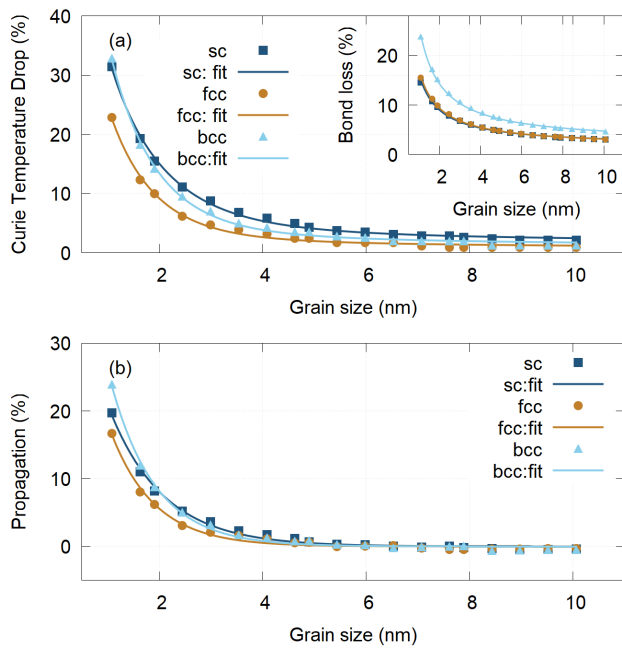 (a)
Curie Temperature Drop (%)
40
30
20
10
0
sc
sc: fit
fcc
fcc: fit
bcc
bcc:fit
2
4
6
8
10
Grain size (nm)
Bond loss (%)
20
10
0
2
4
6
8
10
Grain size (nm)
(b)
Propagation (%)
30
20
10
0
sc
sc:fit
fcc
fcc:fit
bcc
bcc:fit
2
4
6
8
10
Grain size (nm)